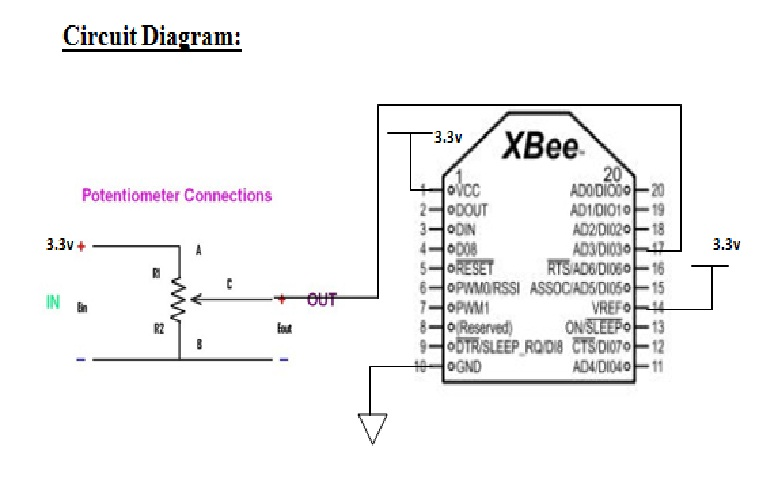 Circuit Diagram:
Potentiometer Connections
3.3v +
A
R1
C
IN
Ein
+ OUT
R2
Eout
B
3.3v
XBee
1
20
1 VCC
2 DOUT
3 DIN
4 DO8
5 RESET
6 PWM0/RSSI
7 PWM1
8 (Reserved)
9 DTR/SLEEP_RQ/DI8
10 GND
AD0/DIO0 20
AD1/DIO1 19
AD2/DIO2 18
AD3/DIO3 17
RTS/AD6/DIO6 16
ASSOC/AD5/DIO5 15
VREF 14
ON/SLEEP 13
CTS/DIO7 12
AD4/DIO4 11
3.3v